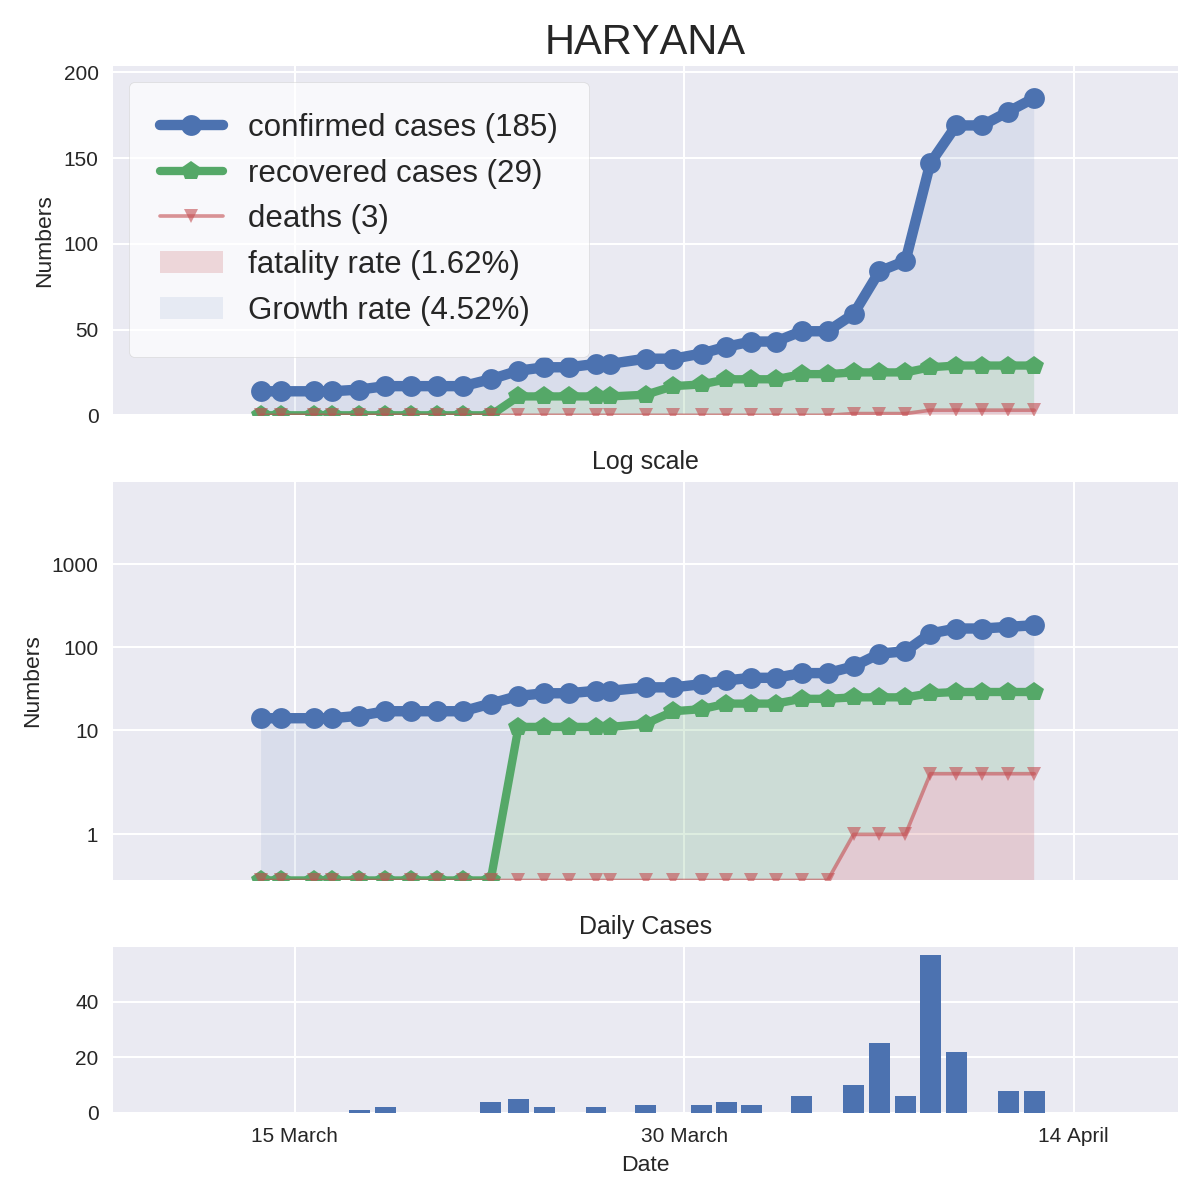 HARYANA
200
150
100
50
0
Numbers
confirmed cases (185)
recovered cases (29)
deaths (3)
fatality rate (1.62%)
Growth rate (4.52%)
Log scale
1000
100
10
1
Numbers
Daily Cases
40
20
0
15 March
30 March
14 April
Date